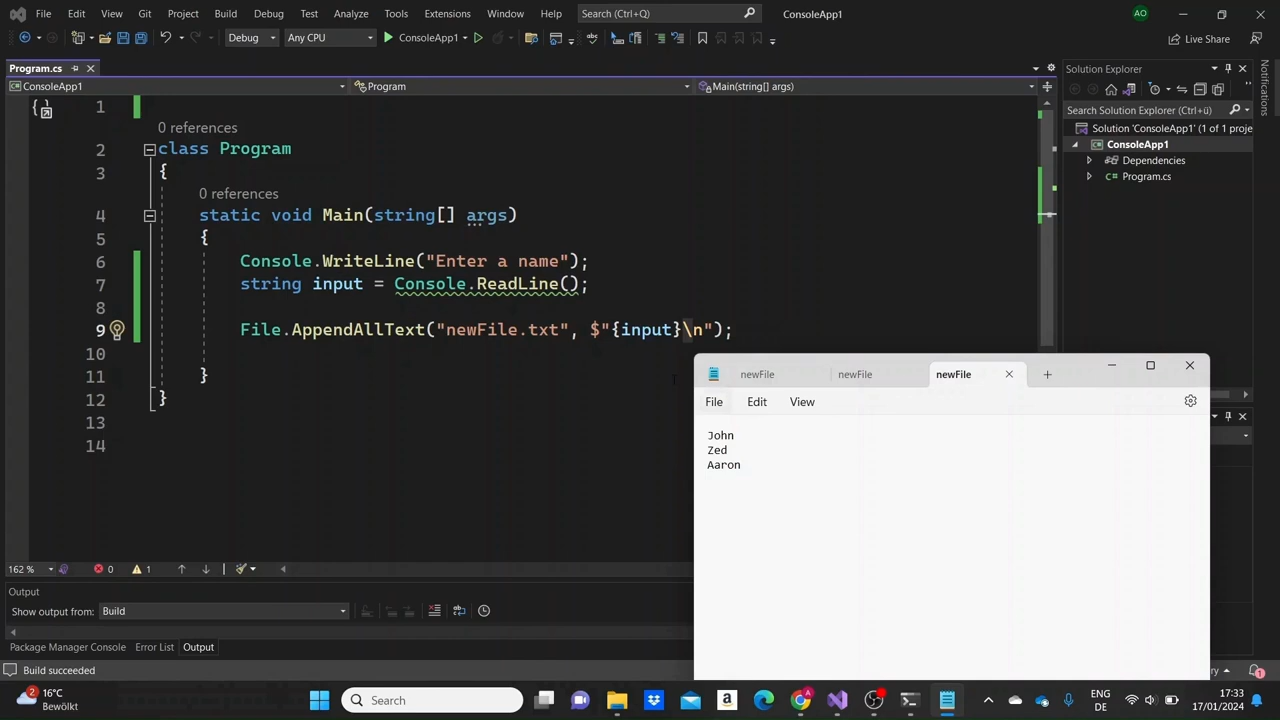 File Edit View Git Project Build Debug Test Analyze Tools Extensions Window Help Search (Ctrl+Q) ConsoleApp1 AO
Debug Any CPU ConsoleApp1 Live Share
Program.cs
ConsoleApp1 Program Main(string[] args)
1
0 references
2 class Program
3 {
0 references
4 static void Main(string[] args)
5 {
6 Console.WriteLine("Enter a name");
7 string input = Console.ReadLine();
8
9 File.AppendAllText("newFile.txt", $"{input}\n");
10
11 }
12 }
13
14
Solution Explorer
Search Solution Explorer (Ctrl+ü)
Solution 'ConsoleApp1' (1 of 1 proje
ConsoleApp1
Dependencies
C# Program.cs
Notifications
newFile newFile newFile
File Edit View
John
Zed
Aaron
162 % 0 1
Output
Show output from: Build
Package Manager Console Error List Output
Build succeeded
2 16°C
Bewölkt
Search
ENG
DE
17:33
17/01/2024